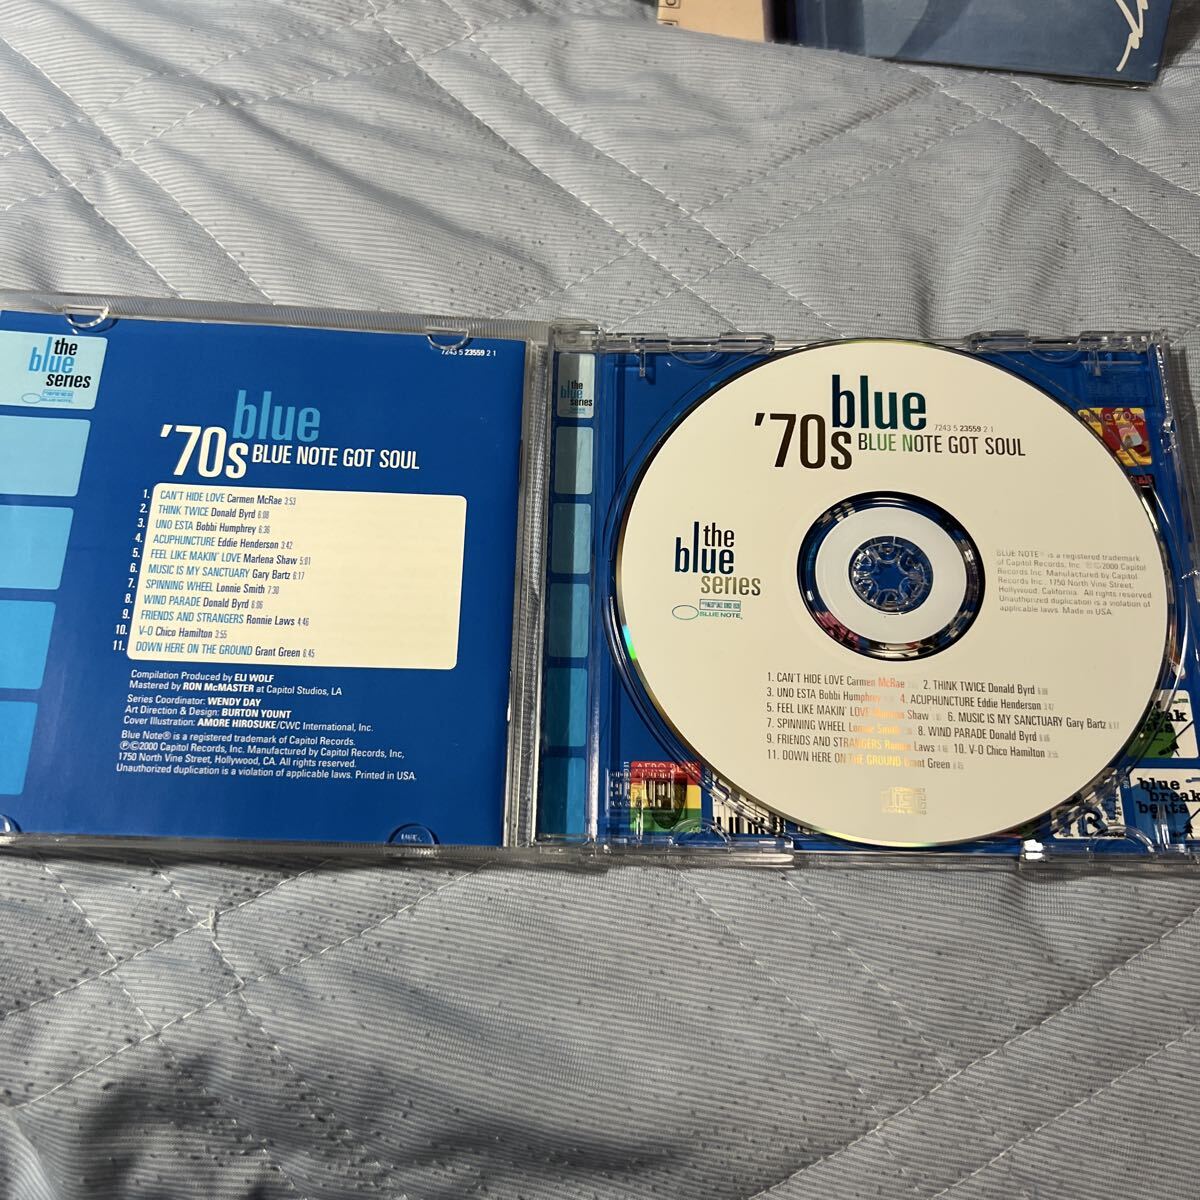 the
blue
series
BLUE NOTE
7243 5 23559 2 1
blue
'70s
BLUE NOTE GOT SOUL
1. CAN'T HIDE LOVE Carmen McRae 3:53
2. THINK TWICE Donald Byrd 6:08
3. UNO ESTA Bobbi Humphrey 6:36
4. ACUPHUNCTURE Eddie Henderson 3:42
5. FEEL LIKE MAKIN' LOVE Marlena Shaw 5:01
6. MUSIC IS MY SANCTUARY Gary Bartz 6:17
7. SPINNING WHEEL Lonnie Smith 7:30
8. WIND PARADE Donald Byrd 6:06
9. FRIENDS AND STRANGERS Ronnie Laws 4:46
10. V-O Chico Hamilton 3:55
11. DOWN HERE ON THE GROUND Grant Green 6:45
Compilation Produced by ELI WOLF
Mastered by RON McMASTER at Capitol Studios, LA
Series Coordinator: WENDY DAY
Art Direction & Design: BURTON YOUNT
Cover Illustration: AMORE HIROSUKE/CWC International, Inc.
Blue Note® is a registered trademark of Capitol Records.
℗©2000 Capitol Records, Inc. Manufactured by Capitol Records, Inc,
1750 North Vine Street, Hollywood, CA. All rights reserved.
Unauthorized duplication is a violation of applicable laws. Printed in USA.
the
blue
series
blue
7243 5 23559 2 1
'70s
BLUE NOTE GOT SOUL
the
blue
series
BLUE NOTE
BLUE NOTE® is a registered trademark
of Capitol Records, Inc. ℗©2000 Capitol
Records Inc. Manufactured by Capitol
Records Inc., 1750 North Vine Street,
Hollywood, California. All rights reserved.
Unauthorized duplication is a violation of
applicable laws. Made in USA.
1. CAN'T HIDE LOVE Carmen McRae 2. THINK TWICE Donald Byrd
3. UNO ESTA Bobbi Humphrey 4. ACUPHUNCTURE Eddie Henderson
5. FEEL LIKE MAKIN' LOVE Marlena Shaw 6. MUSIC IS MY SANCTUARY Gary Bartz
7. SPINNING WHEEL Lonnie Smith 8. WIND PARADE Donald Byrd
9. FRIENDS AND STRANGERS Ronnie Laws 10. V-O Chico Hamilton
11. DOWN HERE ON THE GROUND Grant Green
blue
break
beats